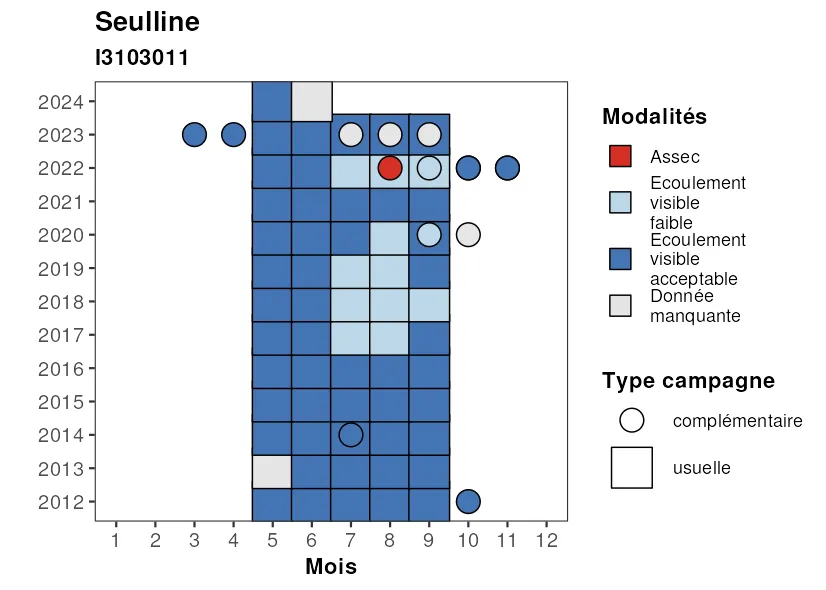 Seulline
I3103011
2024
2023
2022
2021
2020
2019
2018
2017
2016
2015
2014
2013
2012
1 2 3 4 5 6 7 8 9 10 11 12
Mois
Modalités
Assec
Ecoulement
visible
faible
Ecoulement
visible
acceptable
Donnée
manquante
Type campagne
complémentaire
usuelle